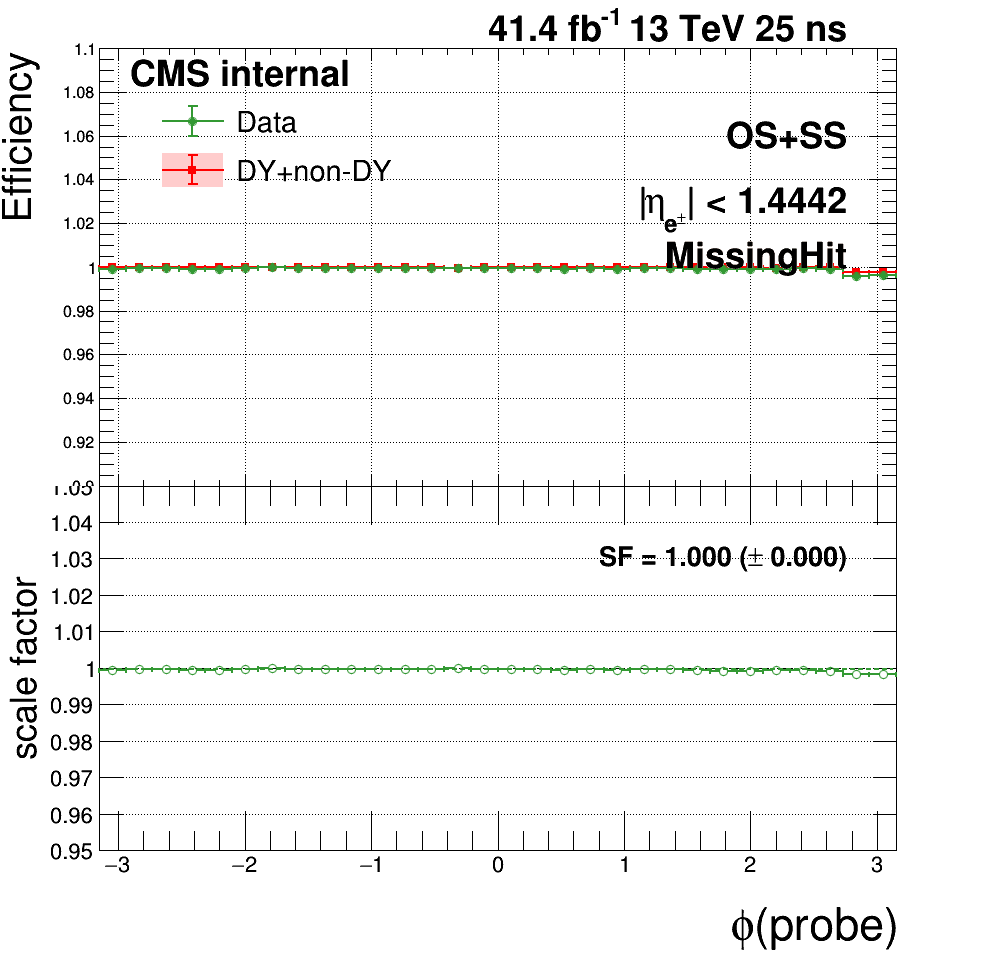 41.4 fb⁻¹ 13 TeV 25 ns
Efficiency
1.1
1.08
1.06
1.04
1.02
1
0.98
0.96
0.94
0.92
CMS internal
Data
DY+non-DY
OS+SS
|η_e±| < 1.4442
MissingHit
scale factor
1.05
1.04
1.03
1.02
1.01
1
0.99
0.98
0.97
0.96
0.95
SF = 1.000 (± 0.000)
−3 −2 −1 0 1 2 3
ϕ(probe)